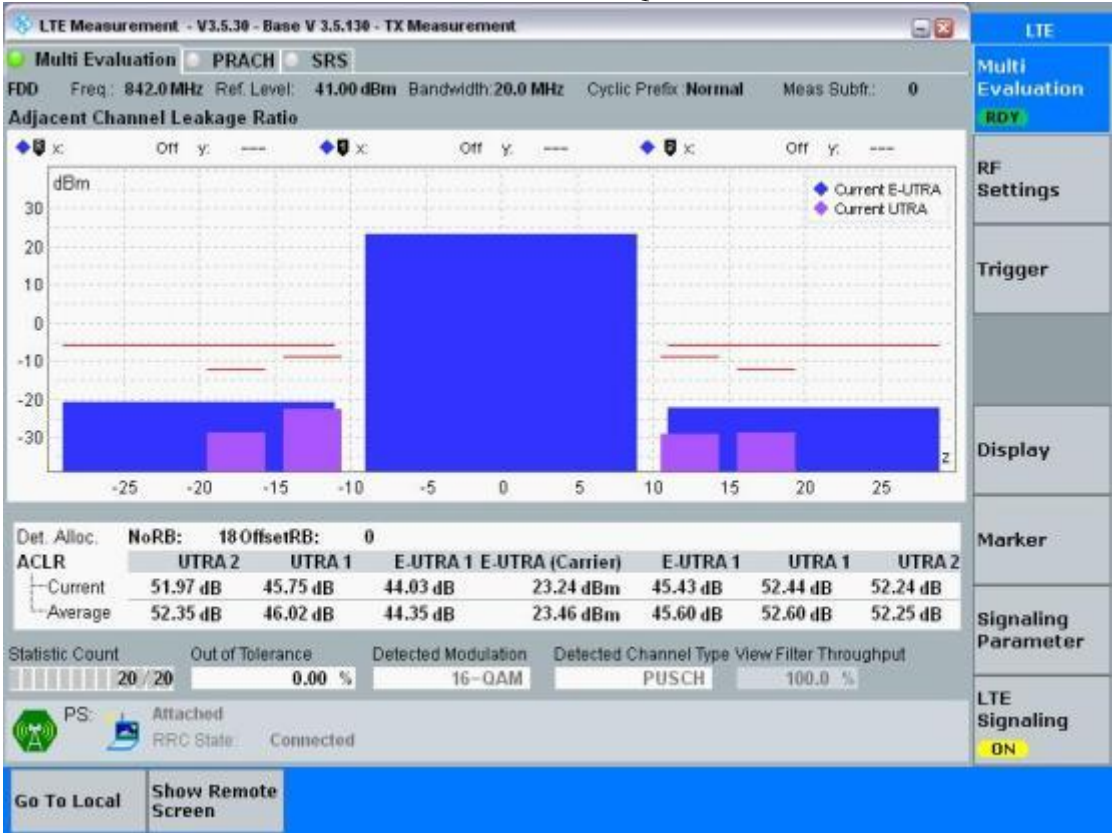 LTE Measurement - V3.5.30 - Base V 3.5.130 - TX Measurement
Multi Evaluation PRACH SRS
FDD Freq.: 842.0 MHz Ref. Level: 41.00 dBm Bandwidth: 20.0 MHz Cyclic Prefix: Normal Meas Subfr.: 0
Adjacent Channel Leakage Ratio
x: Off y: --- x: Off y: --- x: Off y: ---
dBm
Current E-UTRA
Current UTRA
30
20
10
0
-10
-20
-30
z
-25 -20 -15 -10 -5 0 5 10 15 20 25
Det. Alloc. NoRB: 18 OffsetRB: 0
ACLR UTRA 2 UTRA 1 E-UTRA 1 E-UTRA (Carrier) E-UTRA 1 UTRA 1 UTRA 2
Current 51.97 dB 45.75 dB 44.03 dB 23.24 dBm 45.43 dB 52.44 dB 52.24 dB
Average 52.35 dB 46.02 dB 44.35 dB 23.46 dBm 45.60 dB 52.60 dB 52.25 dB
Statistic Count Out of Tolerance Detected Modulation Detected Channel Type View Filter Throughput
20 / 20 0.00 % 16-QAM PUSCH 100.0 %
PS: Attached
RRC State: Connected
Go To Local
Show Remote
Screen
LTE
Multi
Evaluation
RDY
RF
Settings
Trigger
Display
Marker
Signaling
Parameter
LTE
Signaling
ON